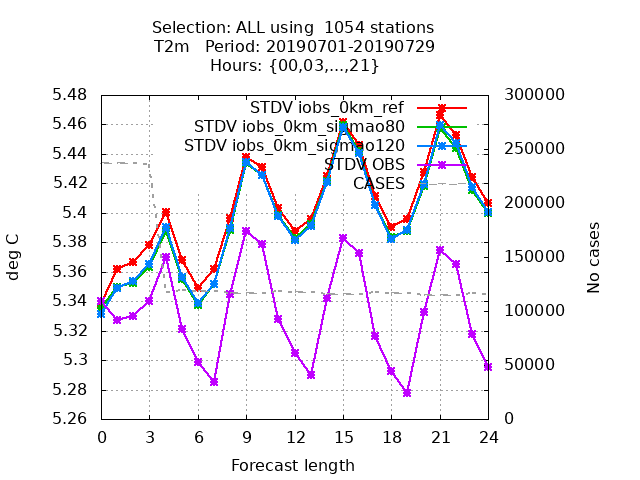 Selection: ALL using  1054 stations
T2m   Period: 20190701-20190729
Hours: {00,03,...,21}
STDV iobs_0km_ref
STDV iobs_0km_sigmao80
STDV iobs_0km_sigmao120
STDV OBS
CASES
5.48
5.46
5.44
5.42
5.4
5.38
5.36
5.34
5.32
5.3
5.28
5.26
deg C
300000
250000
200000
150000
100000
50000
0
No cases
0 3 6 9 12 15 18 21 24
Forecast length